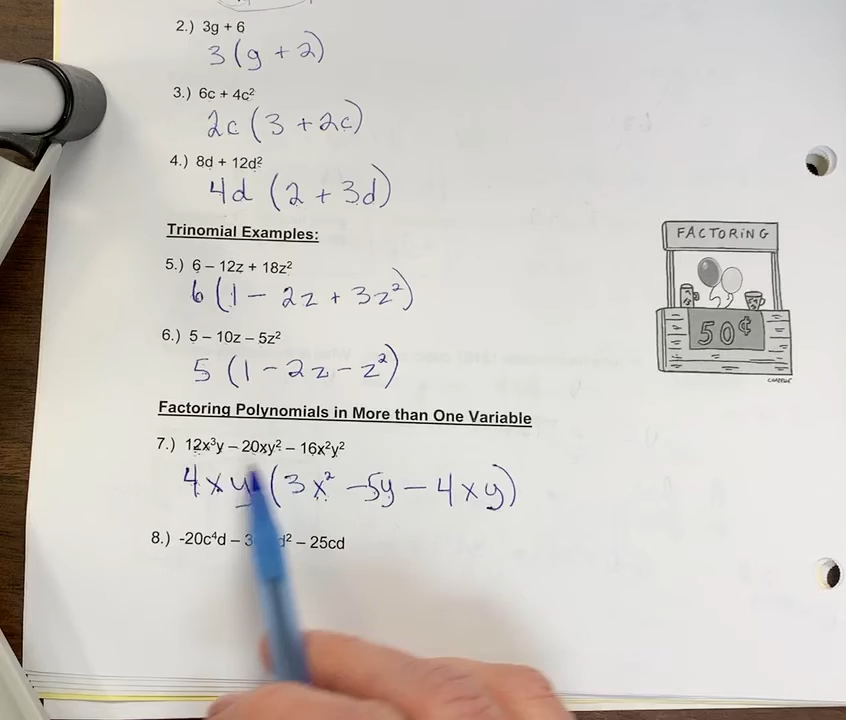 2.) 3g + 6
3 (g + 2)
3.) 6c + 4c²
2c (3 + 2c)
4.) 8d + 12d²
4d (2 + 3d)
Trinomial Examples:
5.) 6 – 12z + 18z²
6 (1 – 2z + 3z²)
6.) 5 – 10z – 5z²
5 (1 – 2z – z²)
FACTORING
50¢
Factoring Polynomials in More than One Variable
7.) 12x³y – 20xy² – 16x²y²
4xy (3x² – 5y – 4xy)
8.) -20c⁴d – 3 d² – 25cd